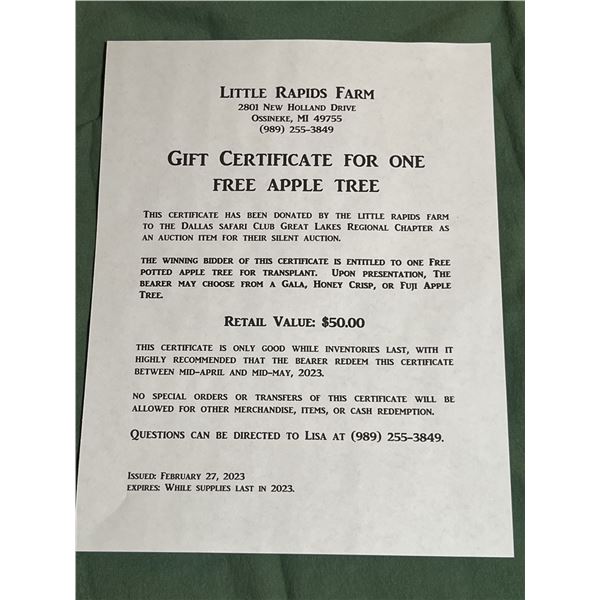 Little Rapids Farm
2801 New Holland Drive
Ossineke, MI 49755
(989) 255-3849
Gift Certificate for one
free apple tree
This certificate has been donated by the little rapids farm
to the Dallas safari Club Great Lakes Regional Chapter as
an auction item for their silent auction.
the winning bidder of this certificate is entitled to one Free
potted apple tree for transplant. Upon presentation, The
bearer may choose from a Gala, Honey Crisp, or Fuji Apple
Tree.
Retail Value: $50.00
this certificate is only good while inventories last, with it
highly recommended that the bearer redeem this certificate
between mid-april and mid-may, 2023.
no special orders or transfers of this certificate will be
allowed for other merchandise, items, or cash redemption.
Questions can be directed to Lisa at (989) 255-3849.
Issued: February 27, 2023
expires: While supplies last in 2023.